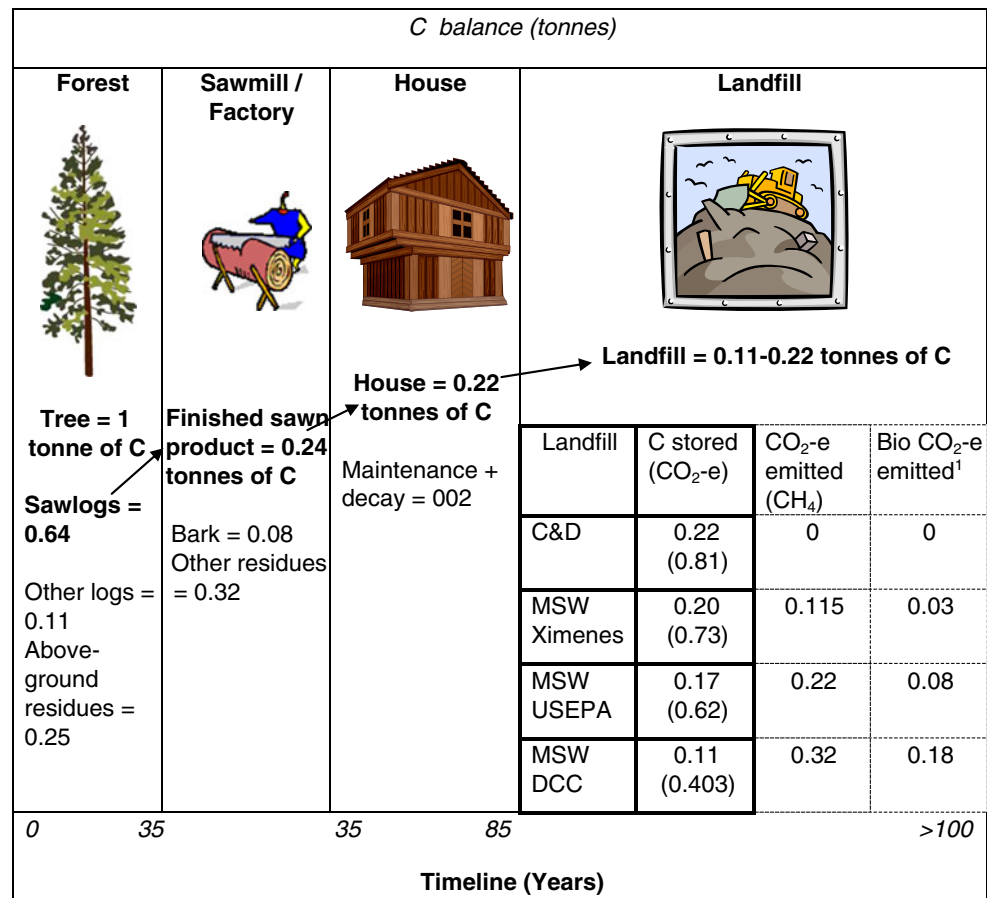 C balance (tonnes)
Forest
Tree = 1
tonne of C
Sawlogs =
0.64
Other logs =
0.11
Above-
ground
residues =
0.25
Sawmill /
Factory
Finished sawn
product = 0.24
tonnes of C
Bark = 0.08
Other residues
= 0.32
House
House = 0.22
tonnes of C
Maintenance +
decay = 002
Landfill
Landfill = 0.11-0.22 tonnes of C
Landfill C stored (CO₂-e) CO₂-e emitted (CH₄) Bio CO₂-e emitted¹
C&D 0.22 (0.81) 0 0
MSW Ximenes 0.20 (0.73) 0.115 0.03
MSW USEPA 0.17 (0.62) 0.22 0.08
MSW DCC 0.11 (0.403) 0.32 0.18
0 35 35 85 >100
Timeline (Years)